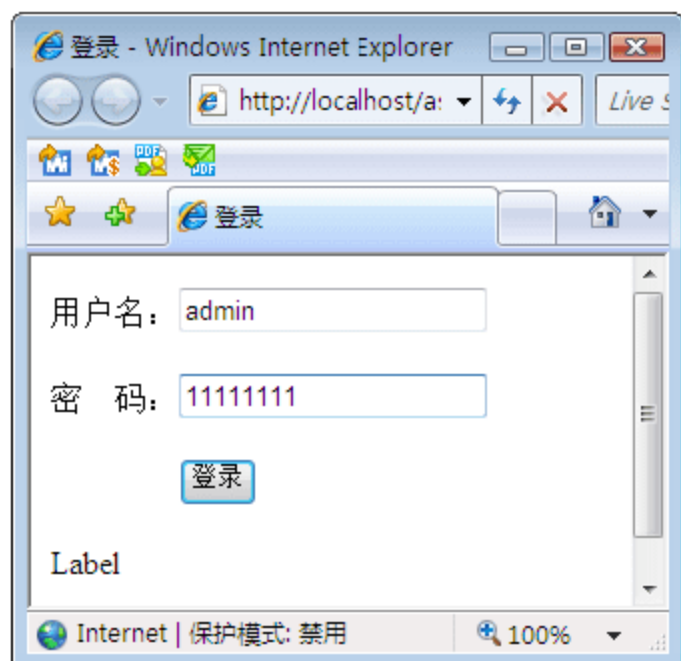 登录 - Windows Internet Explorer
http://localhost/a
Live S
登录
用户名: admin
密 码: 11111111
登录
Label
Internet | 保护模式: 禁用 100%